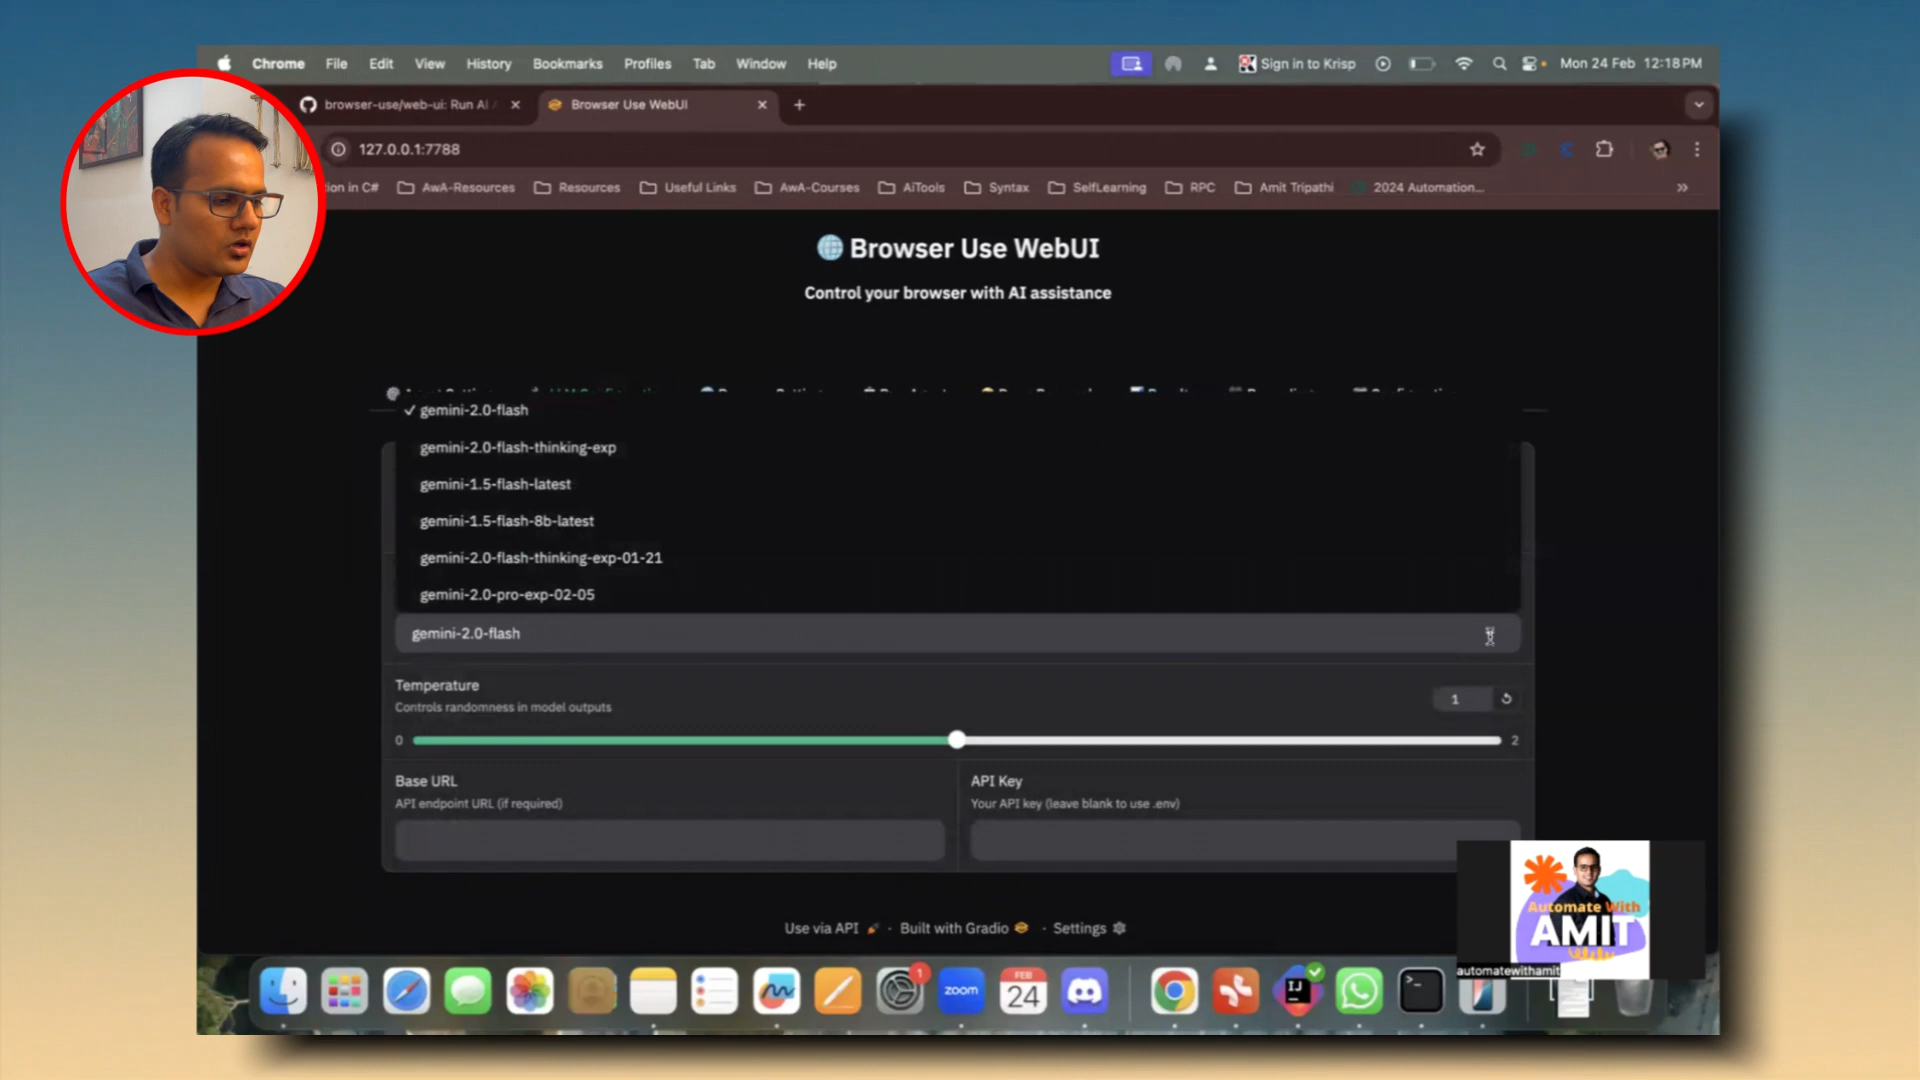 Chrome File Edit View History Bookmarks Profiles Tab Window Help Sign in to Krisp Mon 24 Feb 12:18 PM
browser-use/web-ui: Run AI Browser Use WebUI
127.0.0.1:7788
tion in C# AwA-Resources Resources Useful Links AwA-Courses AiTools Syntax SelfLearning RPC Amit Tripathi 2024 Automation...
Browser Use WebUI
Control your browser with AI assistance
✓ gemini-2.0-flash
gemini-2.0-flash-thinking-exp
gemini-1.5-flash-latest
gemini-1.5-flash-8b-latest
gemini-2.0-flash-thinking-exp-01-21
gemini-2.0-pro-exp-02-05
gemini-2.0-flash
Temperature
Controls randomness in model outputs
1
0 2
Base URL
API endpoint URL (if required)
API Key
Your API key (leave blank to use .env)
Use via API · Built with Gradio · Settings
Automate With
AMIT
automatewithamit
1
zoom
FEB
24
IJ